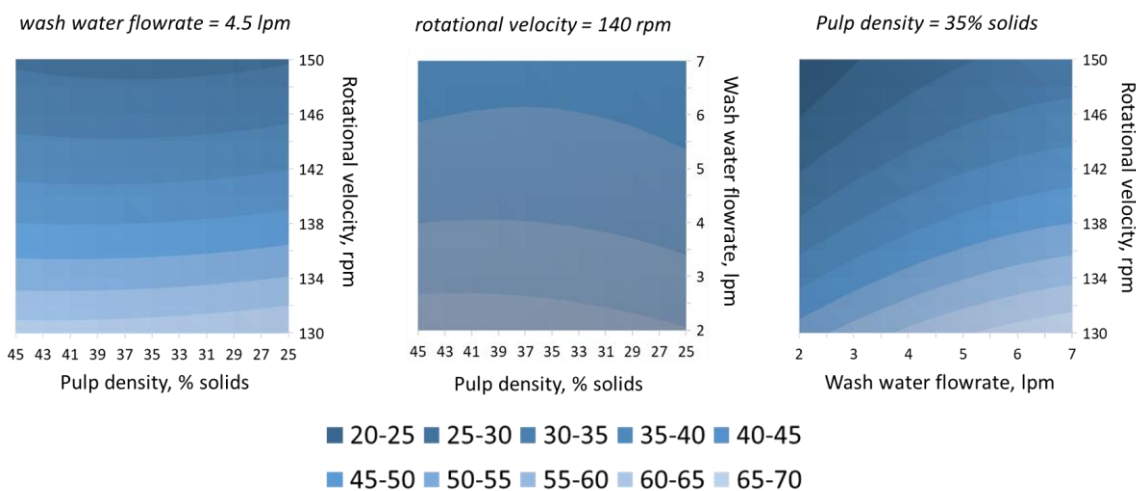 wash water flowrate = 4.5 lpm
rotational velocity = 140 rpm
Pulp density = 35% solids
150
146
142
138
134
130
Rotational velocity, rpm
45 43 41 39 37 35 33 31 29 27 25
Pulp density, % solids
7
6
5
4
3
2
Wash water flowrate, lpm
45 43 41 39 37 35 33 31 29 27 25
Pulp density, % solids
150
146
142
138
134
130
Rotational velocity, rpm
2 3 4 5 6 7
Wash water flowrate, lpm
20-25 25-30 30-35 35-40 40-45
45-50 50-55 55-60 60-65 65-70